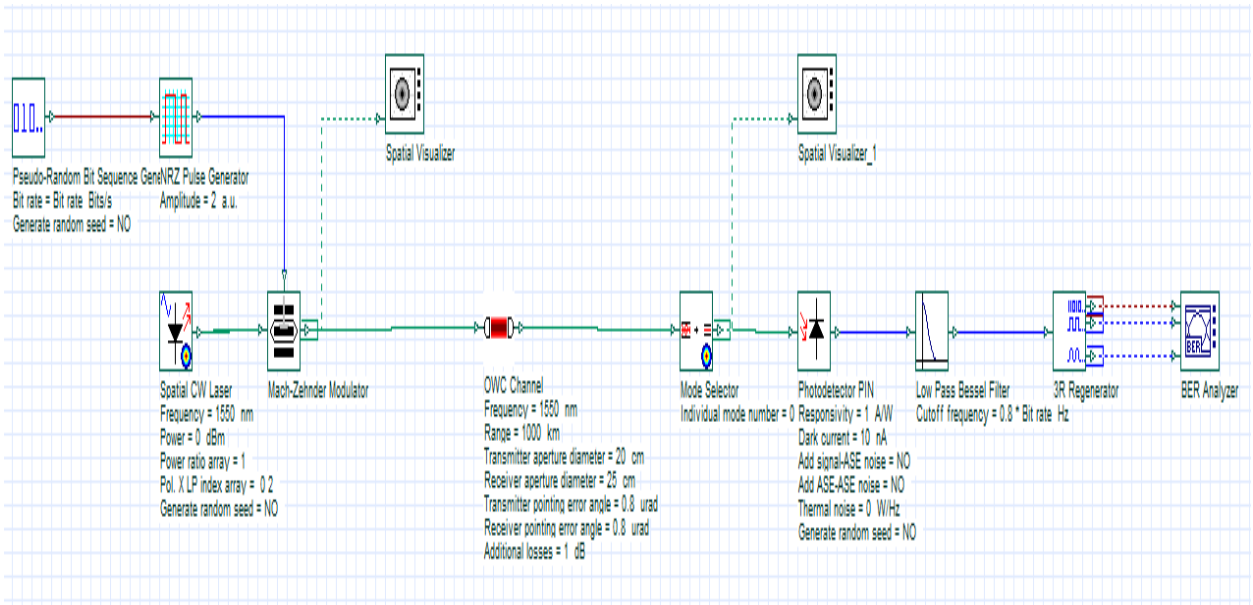 Spatial Visualizer
Spatial Visualizer_1
010..
Pseudo-Random Bit Sequence Gene
Bit rate = Bit rate Bits/s
Generate random seed = NO
NRZ Pulse Generator
Amplitude = 2 a.u.
Spatial CW Laser
Frequency = 1550 nm
Power = 0 dBm
Power ratio array = 1
Pol. X LP index array = 0 2
Generate random seed = NO
Mach-Zehnder Modulator
OWC Channel
Frequency = 1550 nm
Range = 1000 km
Transmitter aperture diameter = 20 cm
Receiver aperture diameter = 25 cm
Transmitter pointing error angle = 0.8 urad
Receiver pointing error angle = 0.8 urad
Additional losses = 1 dB
Mode Selector
Individual mode number = 0
Photodetector PIN
Responsivity = 1 A/W
Dark current = 10 nA
Add signal-ASE noise = NO
Add ASE-ASE noise = NO
Thermal noise = 0 W/Hz
Generate random seed = NO
Low Pass Bessel Filter
Cutoff frequency = 0.8 * Bit rate Hz
3R Regenerator
BER
BER Analyzer